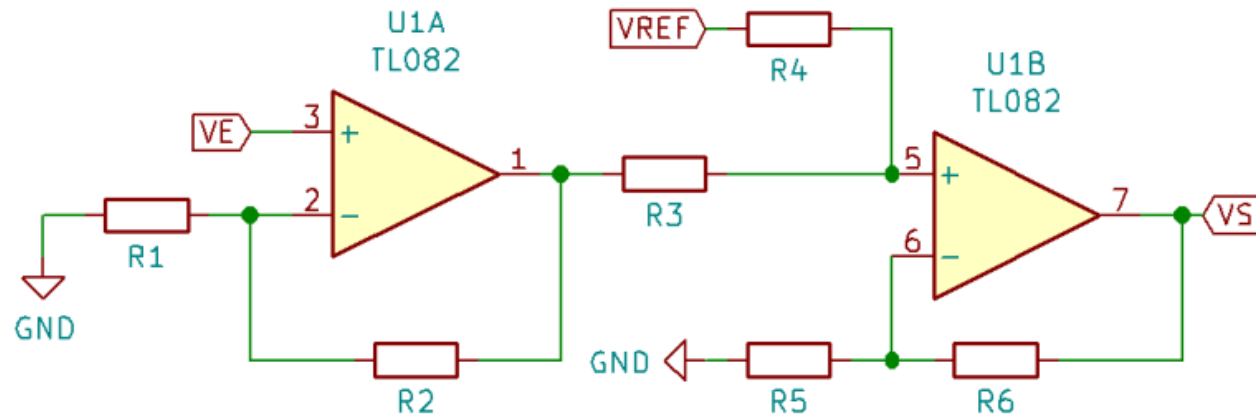 U1A
TL082
VE
3
+
2
-
1
R1
GND
R2
VREF
R4
R3
U1B
TL082
5
+
6
-
7
VS
GND
R5
R6